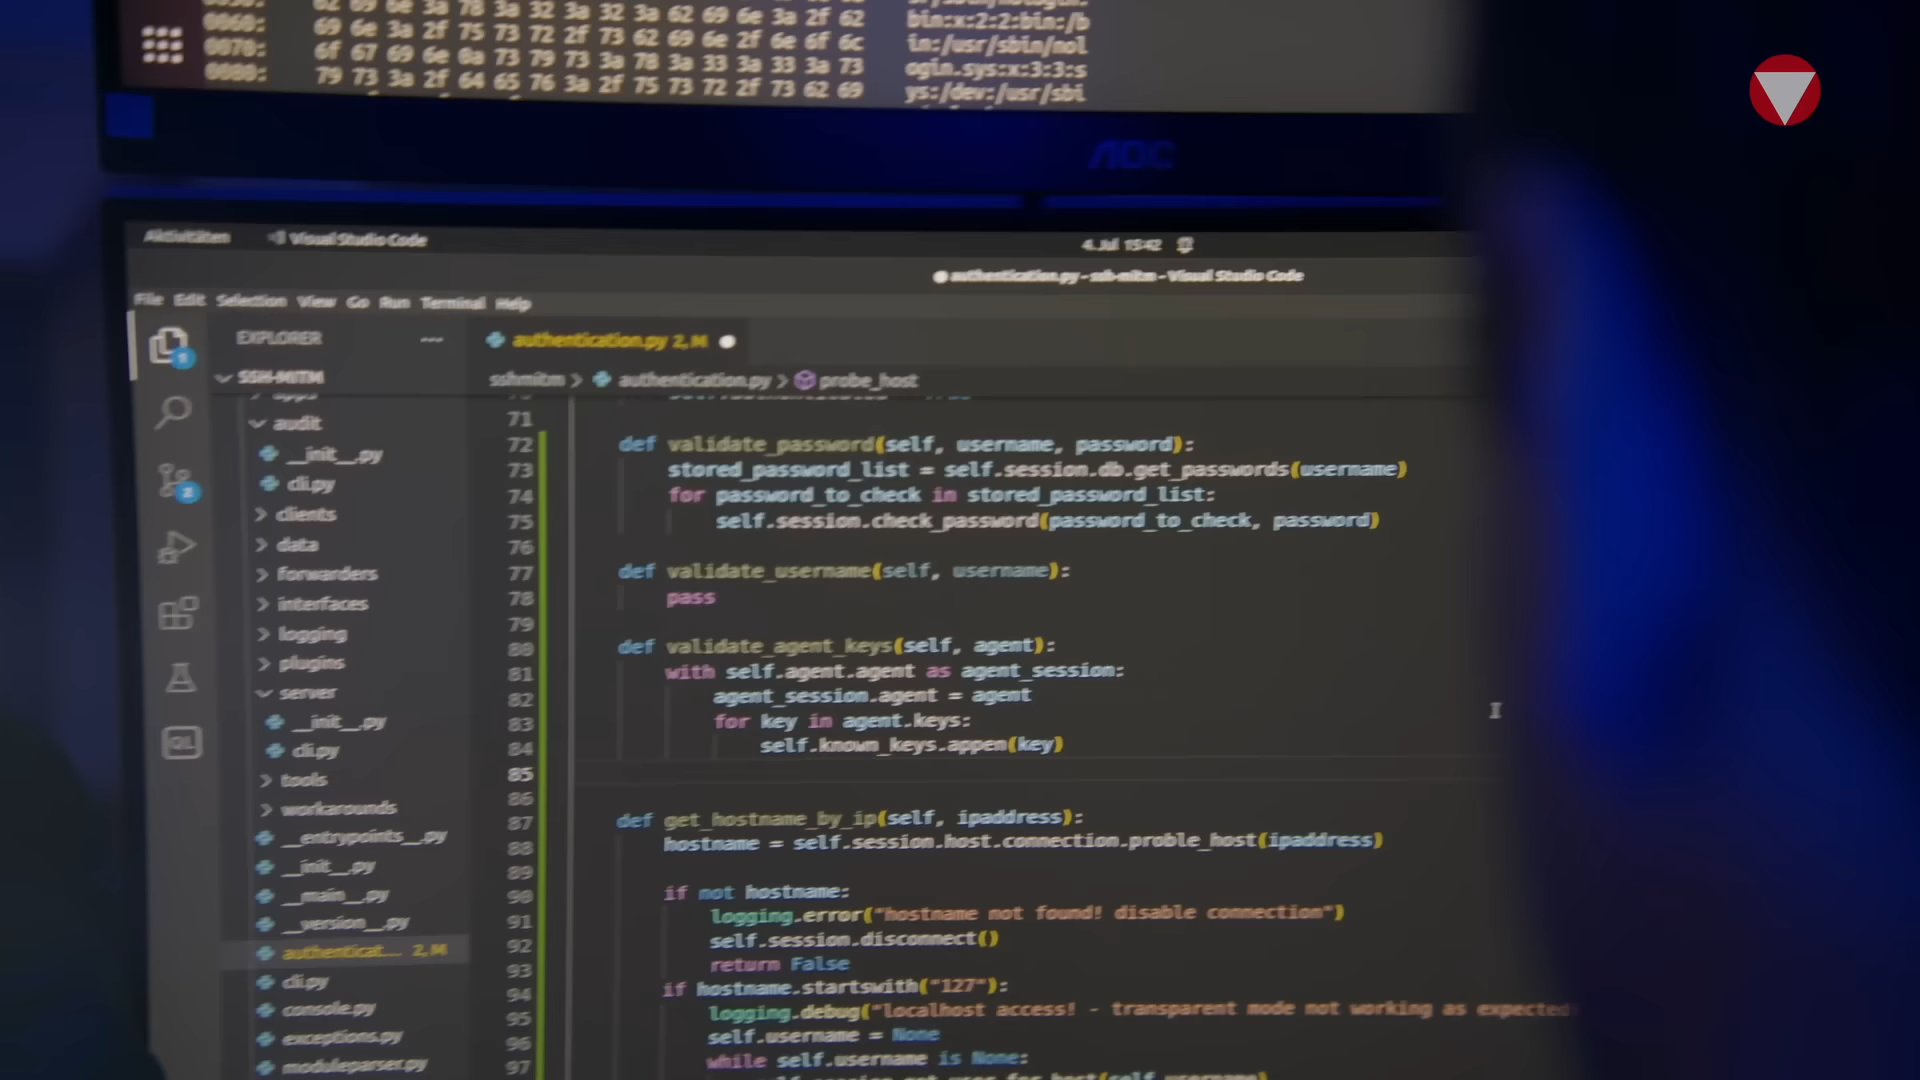 0060: 69 6e 3a 2f 75 73 72 2f 73 62 69 6e 2f 6e 6f 6c in:/usr/sbin/nol
0070: 6f 67 69 6e 0a 73 79 73 3a 78 3a 33 3a 33 3a 73 ogin.sys:x:3:3:s
0080: 79 73 3a 2f 64 65 76 3a 2f 75 73 72 2f 73 62 69 ys:/dev:/usr/sbi
AOC
Aktivitäten Visual Studio Code 4. Jul 15:42
authentication.py - ssh-mitm - Visual Studio Code
File Edit Selection View Go Run Terminal Help
EXPLORER ... authentication.py 2, M
SSH-MITM sshmitm > authentication.py > probe_host
apps
audit
__init__.py
cli.py
clients
data
forwarders
interfaces
logging
plugins
server
__init__.py
cli.py
tools
workarounds
__entrypoints__.py
__init__.py
__main__.py
__version__.py
authenticat... 2, M
cli.py
console.py
exceptions.py
moduleparser.py
71
72 def validate_password(self, username, password):
73 stored_password_list = self.session.db.get_passwords(username)
74 for password_to_check in stored_password_list:
75 self.session.check_password(password_to_check, password)
76
77 def validate_username(self, username):
78 pass
79
80 def validate_agent_keys(self, agent):
81 with self.agent.agent as agent_session:
82 agent_session.agent = agent
83 for key in agent.keys:
84 self.known_keys.appen(key)
85
86
87 def get_hostname_by_ip(self, ipaddress):
88 hostname = self.session.host.connection.proble_host(ipaddress)
89
90 if not hostname:
91 logging.error("hostname not found! disable connection")
92 self.session.disconnect()
93 return False
94 if hostname.startswith("127"):
95 logging.debug("localhost access! - transparent mode not working as expected!
96 self.username = None
97 while self.username is None: